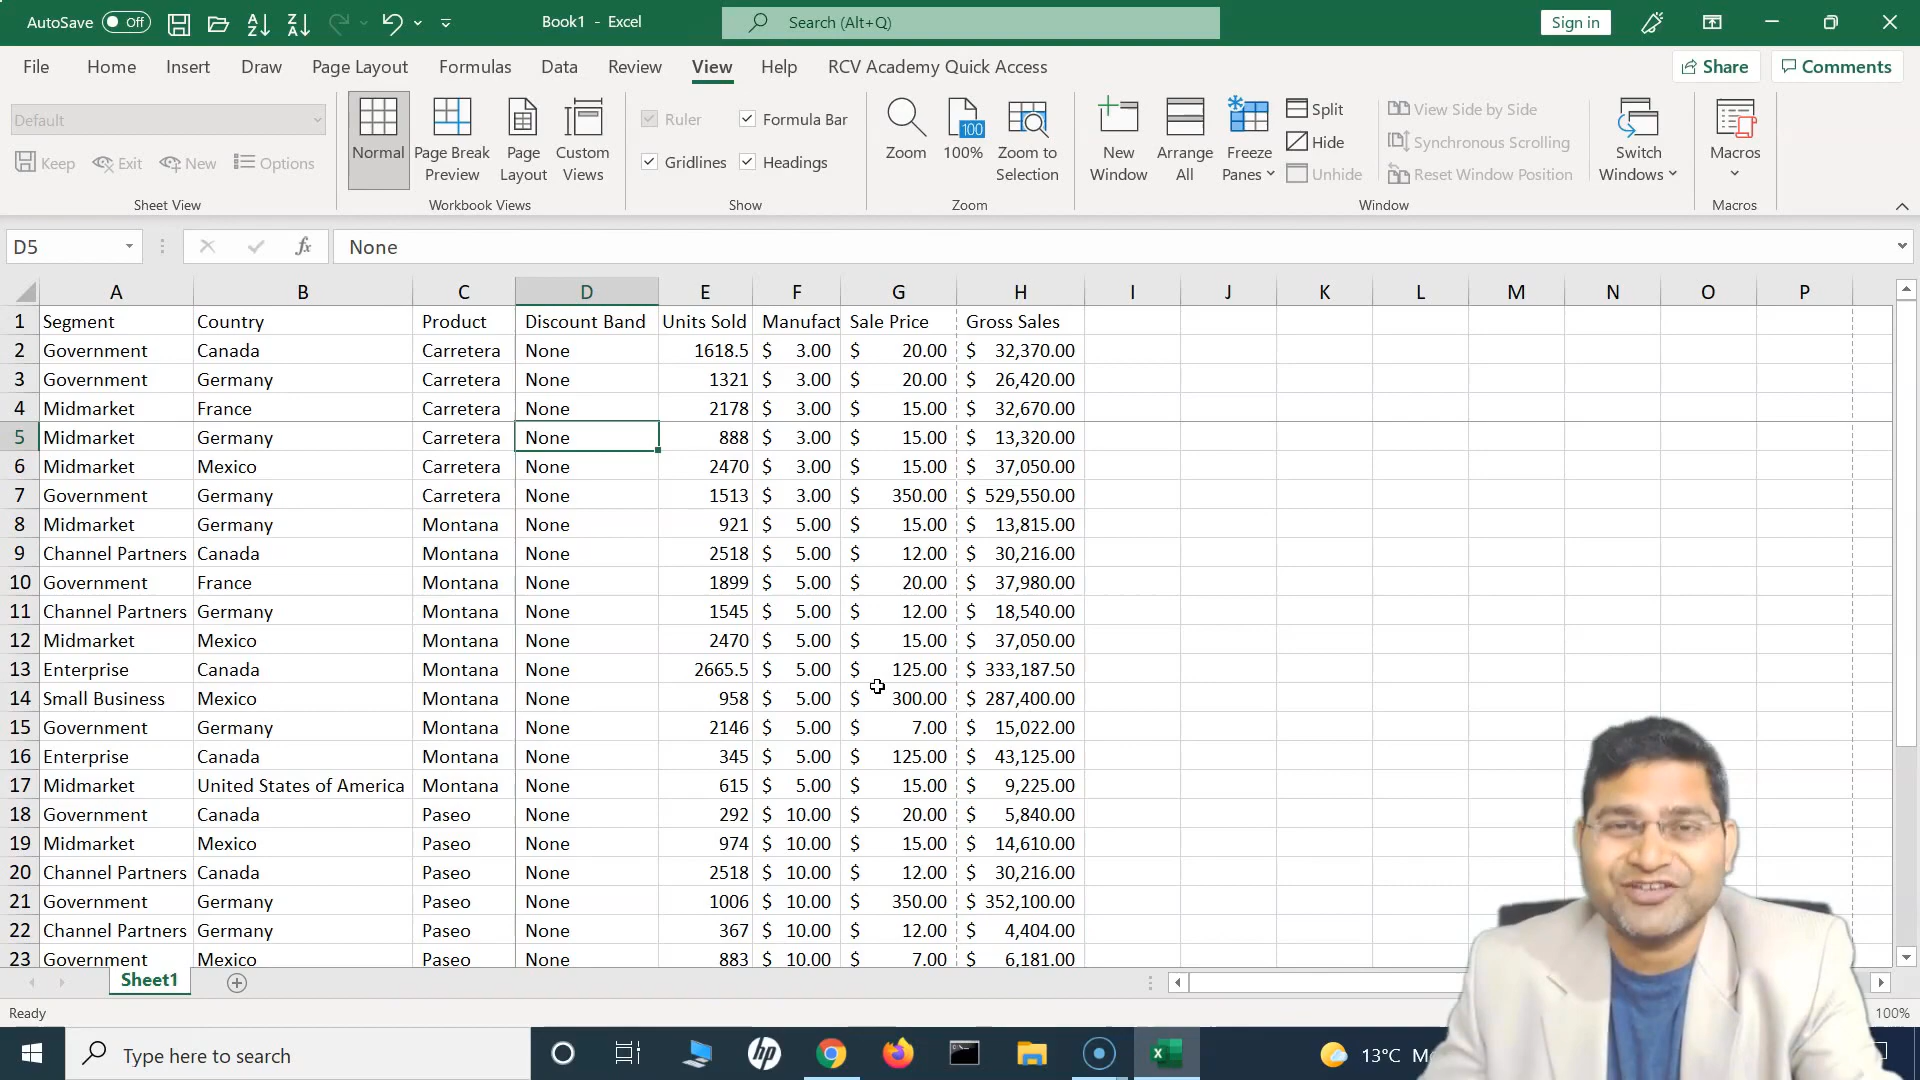 AutoSave Off Book1 - Excel Search (Alt+Q) Sign in
File Home Insert Draw Page Layout Formulas Data Review View Help RCV Academy Quick Access Share Comments
Default
Keep Exit New Options
Sheet View
Normal Page Break Preview Page Layout Custom Views
Workbook Views
Ruler Formula Bar
Gridlines Headings
Show
Zoom 100 100% Zoom to Selection
Zoom
New Window Arrange All Freeze Panes
Split View Side by Side
Hide Synchronous Scrolling
Unhide Reset Window Position
Switch Windows
Window
Macros
Macros
D5 fx None
A B C D E F G H I J K L M N O P
1 Segment Country Product Discount Band Units Sold Manufact Sale Price Gross Sales
2 Government Canada Carretera None 1618.5 $ 3.00 $ 20.00 $ 32,370.00
3 Government Germany Carretera None 1321 $ 3.00 $ 20.00 $ 26,420.00
4 Midmarket France Carretera None 2178 $ 3.00 $ 15.00 $ 32,670.00
5 Midmarket Germany Carretera None 888 $ 3.00 $ 15.00 $ 13,320.00
6 Midmarket Mexico Carretera None 2470 $ 3.00 $ 15.00 $ 37,050.00
7 Government Germany Carretera None 1513 $ 3.00 $ 350.00 $ 529,550.00
8 Midmarket Germany Montana None 921 $ 5.00 $ 15.00 $ 13,815.00
9 Channel Partners Canada Montana None 2518 $ 5.00 $ 12.00 $ 30,216.00
10 Government France Montana None 1899 $ 5.00 $ 20.00 $ 37,980.00
11 Channel Partners Germany Montana None 1545 $ 5.00 $ 12.00 $ 18,540.00
12 Midmarket Mexico Montana None 2470 $ 5.00 $ 15.00 $ 37,050.00
13 Enterprise Canada Montana None 2665.5 $ 5.00 $ 125.00 $ 333,187.50
14 Small Business Mexico Montana None 958 $ 5.00 $ 300.00 $ 287,400.00
15 Government Germany Montana None 2146 $ 5.00 $ 7.00 $ 15,022.00
16 Enterprise Canada Montana None 345 $ 5.00 $ 125.00 $ 43,125.00
17 Midmarket United States of America Montana None 615 $ 5.00 $ 15.00 $ 9,225.00
18 Government Canada Paseo None 292 $ 10.00 $ 20.00 $ 5,840.00
19 Midmarket Mexico Paseo None 974 $ 10.00 $ 15.00 $ 14,610.00
20 Channel Partners Canada Paseo None 2518 $ 10.00 $ 12.00 $ 30,216.00
21 Government Germany Paseo None 1006 $ 10.00 $ 350.00 $ 352,100.00
22 Channel Partners Germany Paseo None 367 $ 10.00 $ 12.00 $ 4,404.00
23 Government Mexico Paseo None 883 $ 10.00 $ 7.00 $ 6,181.00
Sheet1
Ready 100%
Type here to search hp 13°C